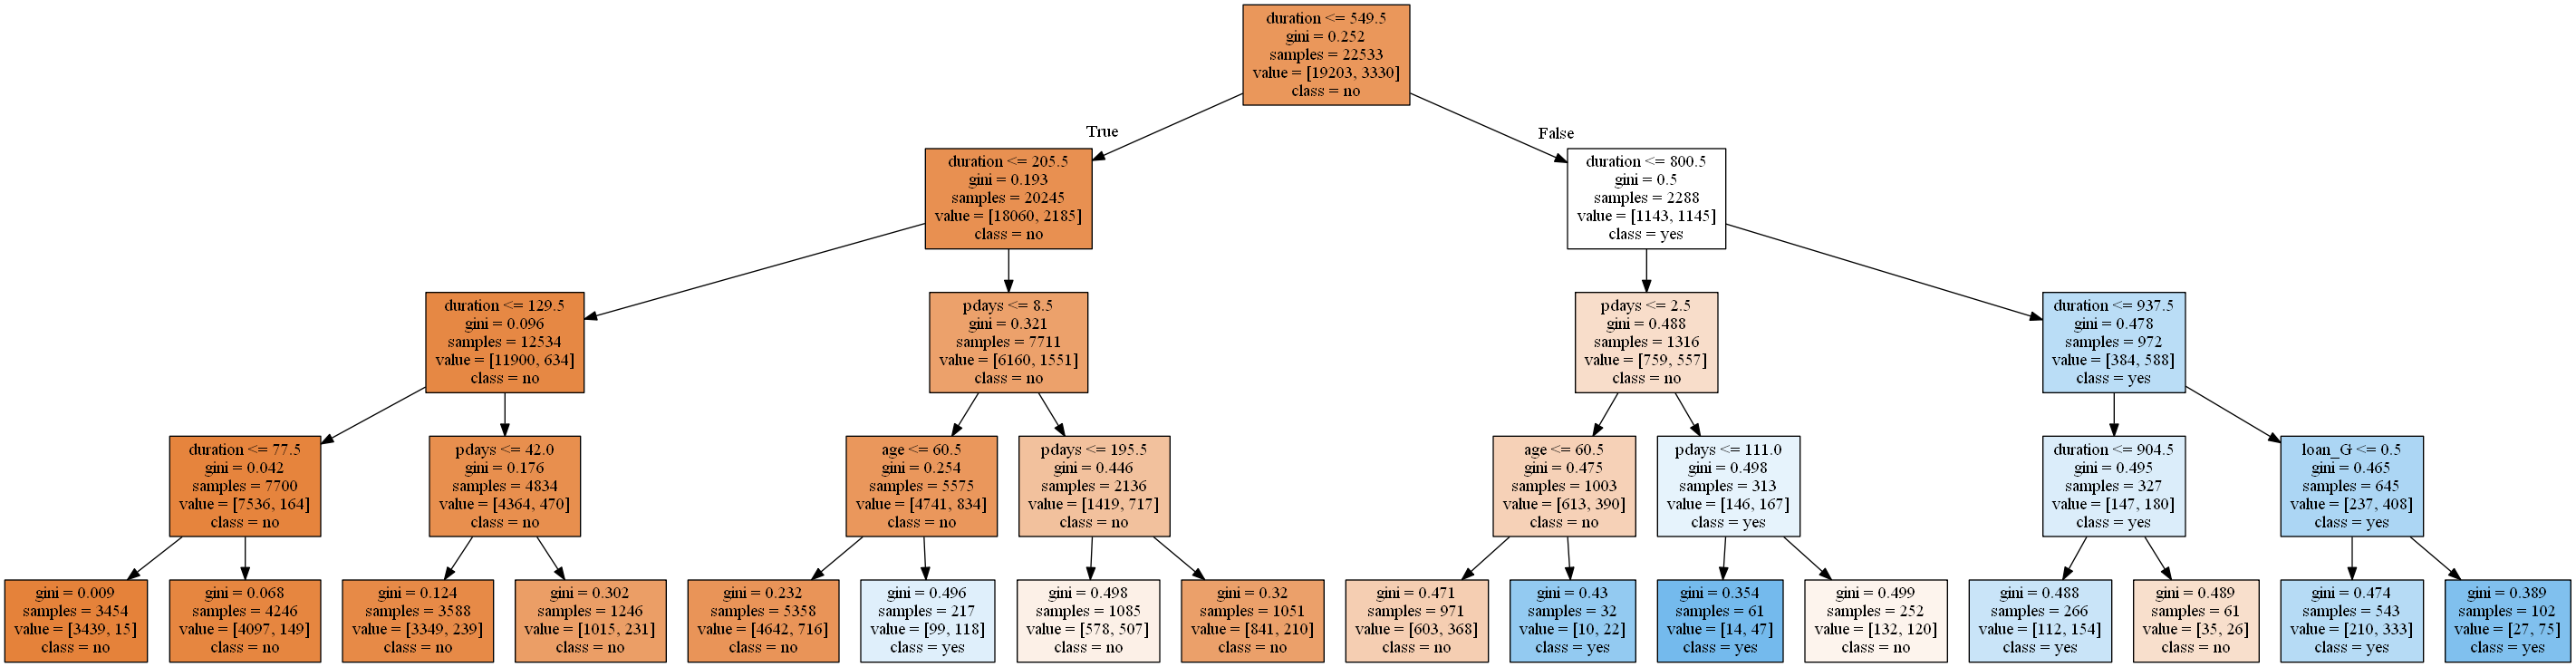 duration <= 549.5
gini = 0.252
samples = 22533
value = [19203, 3330]
class = no
True
False
duration <= 205.5
gini = 0.193
samples = 20245
value = [18060, 2185]
class = no
duration <= 800.5
gini = 0.5
samples = 2288
value = [1143, 1145]
class = yes
duration <= 129.5
gini = 0.096
samples = 12534
value = [11900, 634]
class = no
pdays <= 8.5
gini = 0.321
samples = 7711
value = [6160, 1551]
class = no
pdays <= 2.5
gini = 0.488
samples = 1316
value = [759, 557]
class = no
duration <= 937.5
gini = 0.478
samples = 972
value = [384, 588]
class = yes
duration <= 77.5
gini = 0.042
samples = 7700
value = [7536, 164]
class = no
pdays <= 42.0
gini = 0.176
samples = 4834
value = [4364, 470]
class = no
age <= 60.5
gini = 0.254
samples = 5575
value = [4741, 834]
class = no
pdays <= 195.5
gini = 0.446
samples = 2136
value = [1419, 717]
class = no
age <= 60.5
gini = 0.475
samples = 1003
value = [613, 390]
class = no
pdays <= 111.0
gini = 0.498
samples = 313
value = [146, 167]
class = yes
duration <= 904.5
gini = 0.495
samples = 327
value = [147, 180]
class = yes
loan_G <= 0.5
gini = 0.465
samples = 645
value = [237, 408]
class = yes
gini = 0.009
samples = 3454
value = [3439, 15]
class = no
gini = 0.068
samples = 4246
value = [4097, 149]
class = no
gini = 0.124
samples = 3588
value = [3349, 239]
class = no
gini = 0.302
samples = 1246
value = [1015, 231]
class = no
gini = 0.232
samples = 5358
value = [4642, 716]
class = no
gini = 0.496
samples = 217
value = [99, 118]
class = yes
gini = 0.498
samples = 1085
value = [578, 507]
class = no
gini = 0.32
samples = 1051
value = [841, 210]
class = no
gini = 0.471
samples = 971
value = [603, 368]
class = no
gini = 0.43
samples = 32
value = [10, 22]
class = yes
gini = 0.354
samples = 61
value = [14, 47]
class = yes
gini = 0.499
samples = 252
value = [132, 120]
class = no
gini = 0.488
samples = 266
value = [112, 154]
class = yes
gini = 0.489
samples = 61
value = [35, 26]
class = no
gini = 0.474
samples = 543
value = [210, 333]
class = yes
gini = 0.389
samples = 102
value = [27, 75]
class = yes